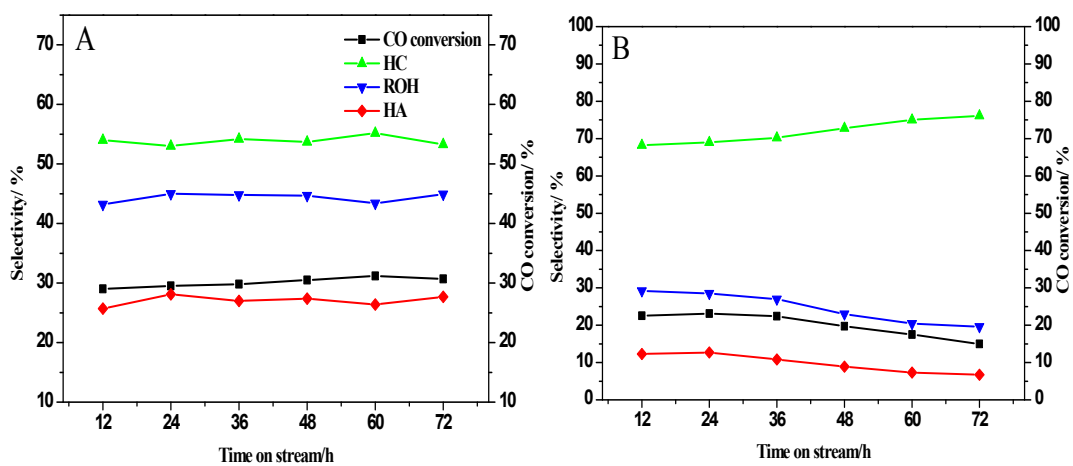 A
CO conversion
HC
ROH
HA
70
60
50
40
30
20
10
70
60
50
40
30
20
10
12 24 36 48 60 72
Selectivity/ %
CO conversion/ %
Time on stream/h
B
100
90
80
70
60
50
40
30
20
10
0
100
90
80
70
60
50
40
30
20
10
0
12 24 36 48 60 72
Selectivity/ %
CO conversion/ %
Time on stream/h